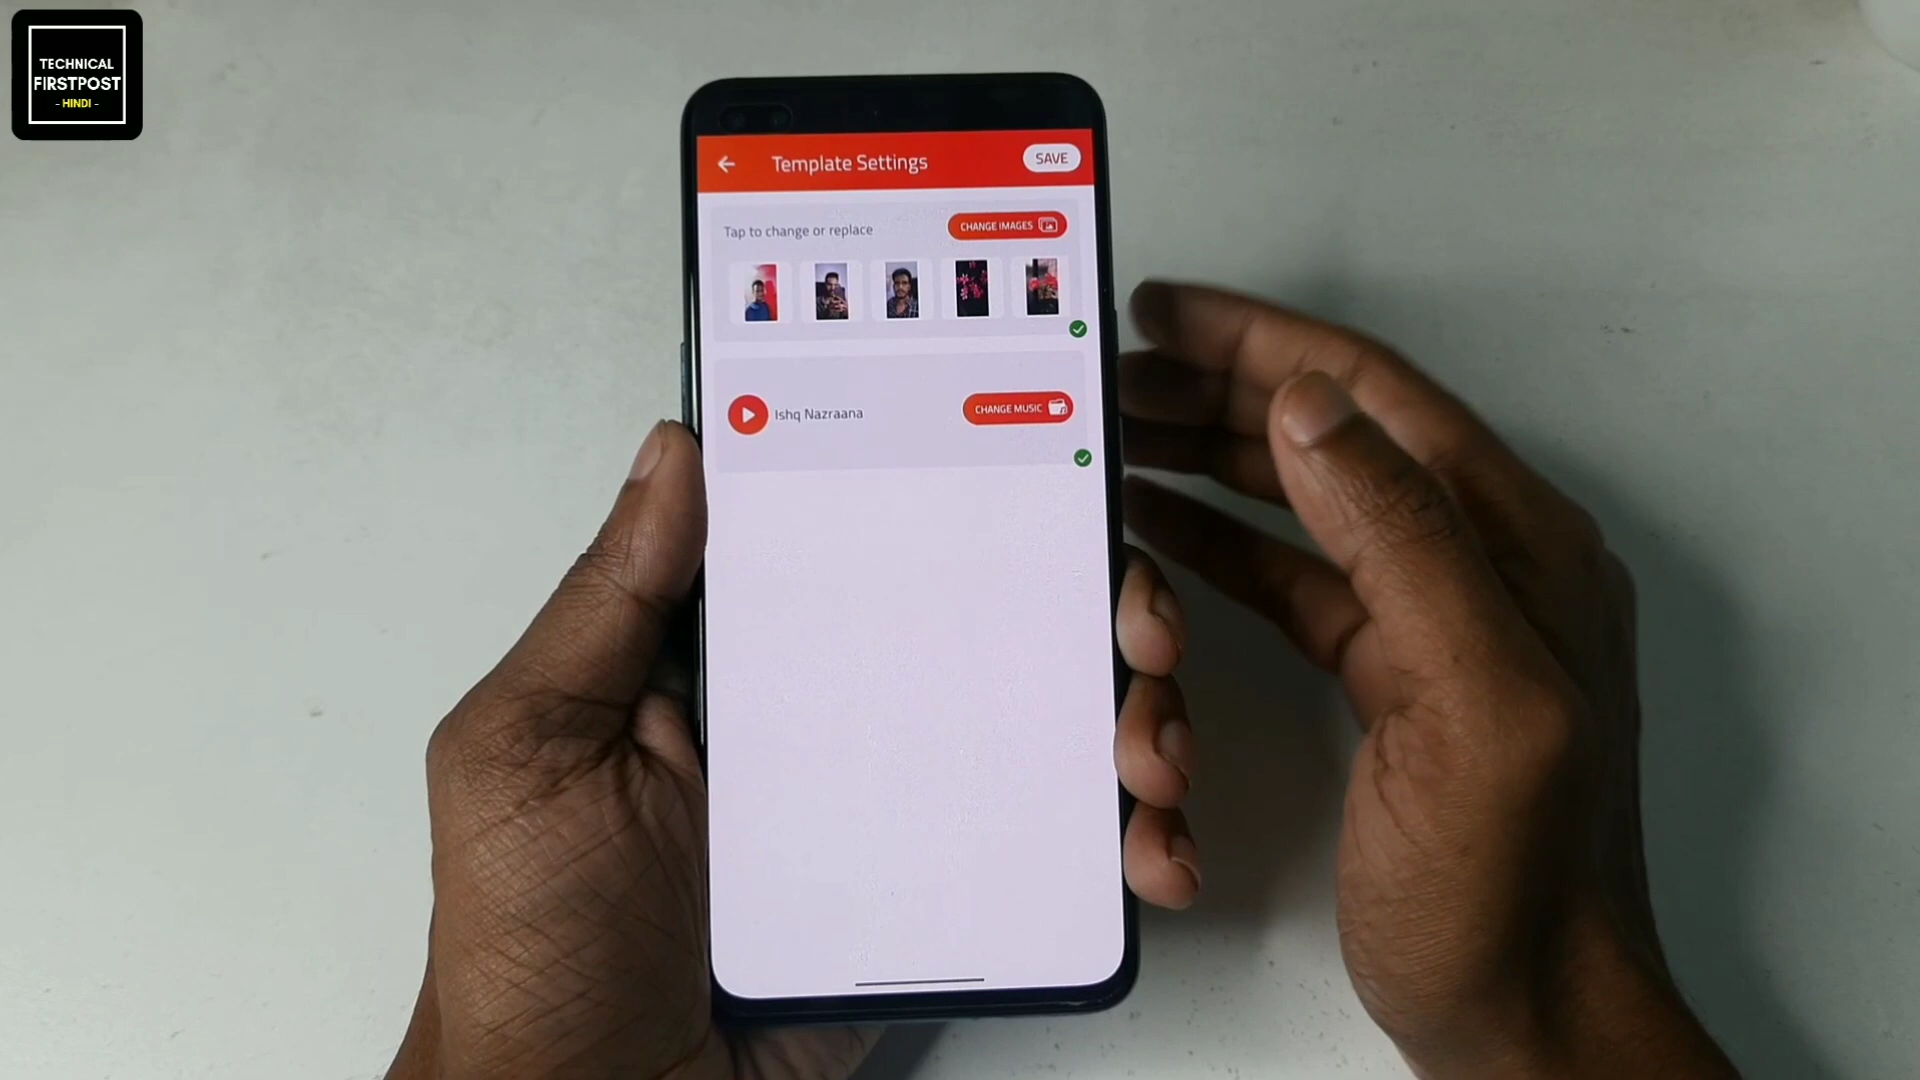 TECHNICAL
FIRSTPOST
- HINDI -
Template Settings
SAVE
Tap to change or replace
CHANGE IMAGES
Ishq Nazraana
CHANGE MUSIC